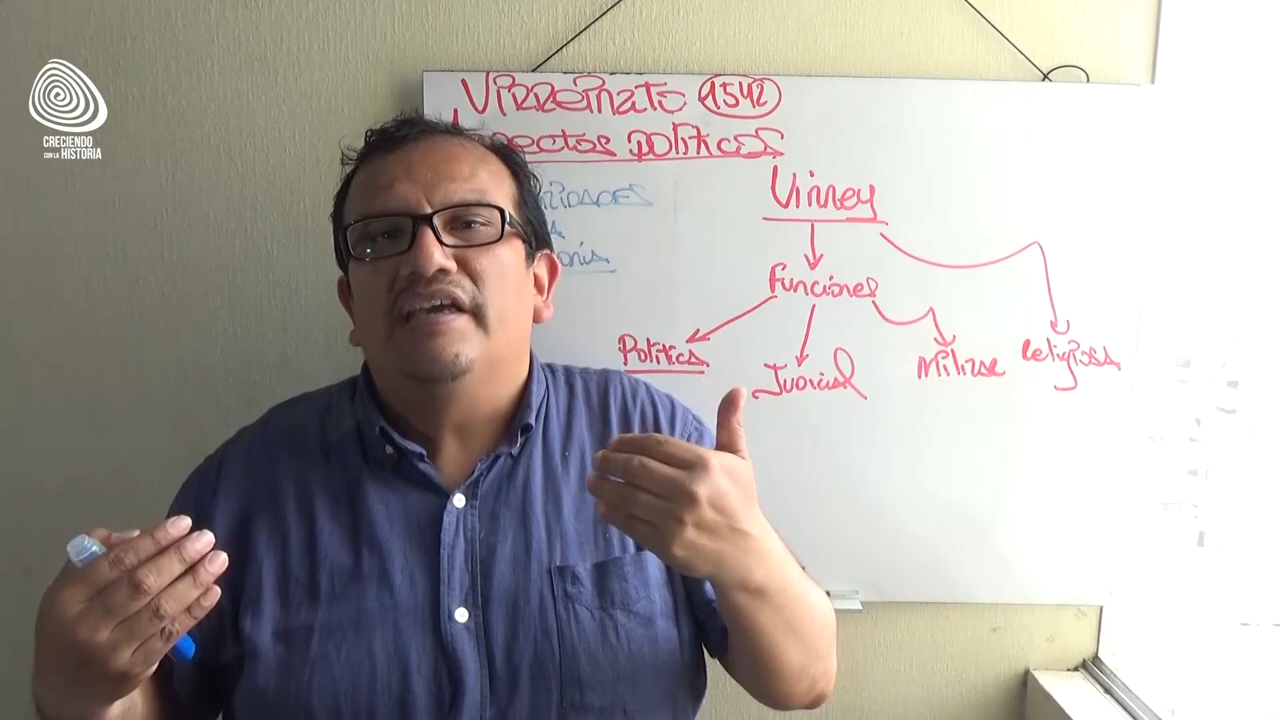 CRECIENDO
CON LA HISTORIA
Virreinato 1542
Aspectos políticos
Virrey
Funciones
Política
Judicial
Militar
Religiosa